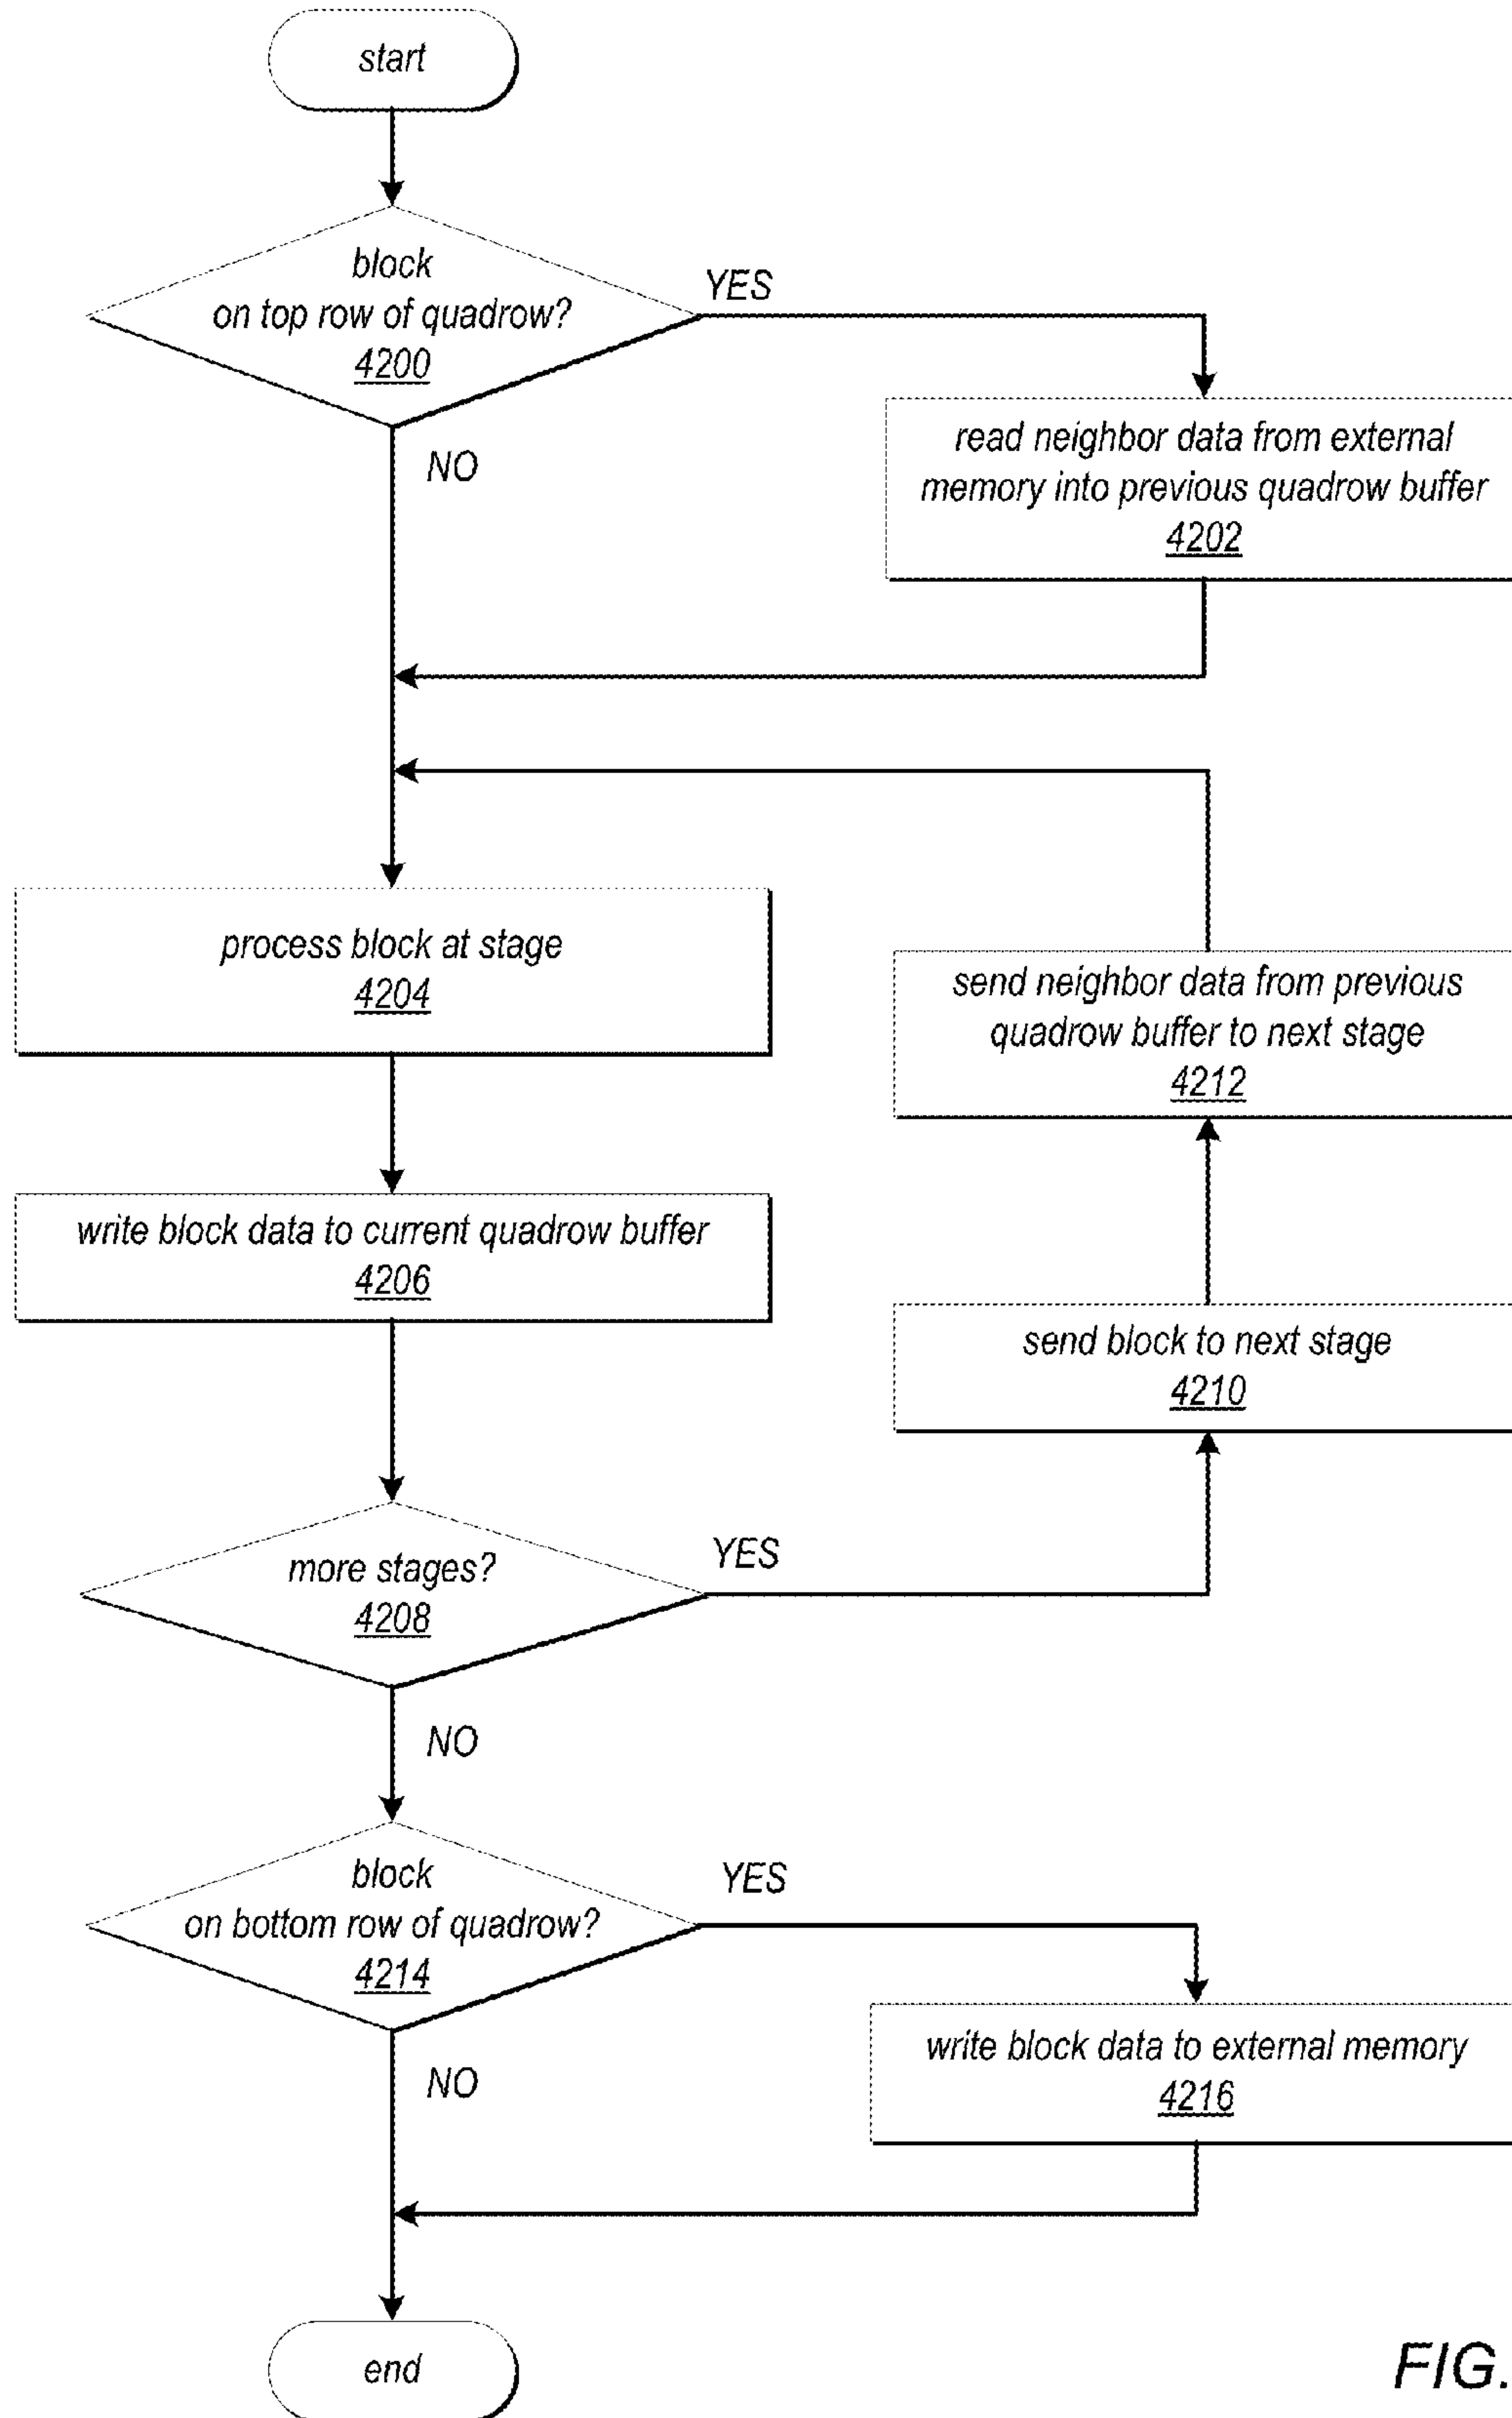 start
block
on top row of quadrow?
4200
YES
NO
read neighbor data from external
memory into previous quadrow buffer
4202
process block at stage
4204
send neighbor data from previous
quadrow buffer to next stage
4212
write block data to current quadrow buffer
4206
send block to next stage
4210
more stages?
4208
YES
NO
block
on bottom row of quadrow?
4214
YES
NO
write block data to external memory
4216
end
FIG.